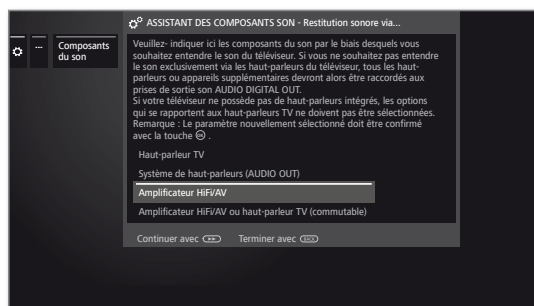 ASSISTANT DES COMPOSANTS SON - Restitution sonore via...
...
Composants
du son
Veuillez- indiquer ici les composants du son par le biais desquels vous
souhaitez entendre le son du téléviseur. Si vous ne souhaitez pas entendre
le son exclusivement via les haut-parleurs du téléviseur, tous les haut-
parleurs ou appareils supplémentaires devront alors être raccordés aux
prises de sortie son AUDIO DIGITAL OUT.
Si votre téléviseur ne possède pas de haut-parleurs intégrés, les options
qui se rapportent aux haut-parleurs TV ne doivent pas être sélectionnées.
Remarque : Le paramètre nouvellement sélectionné doit être confirmé
avec la touche OK .
Haut-parleur TV
Système de haut-parleurs (AUDIO OUT)
Amplificateur HiFi/AV
Amplificateur HiFi/AV ou haut-parleur TV (commutable)
Continuer avec Terminer avec BACK